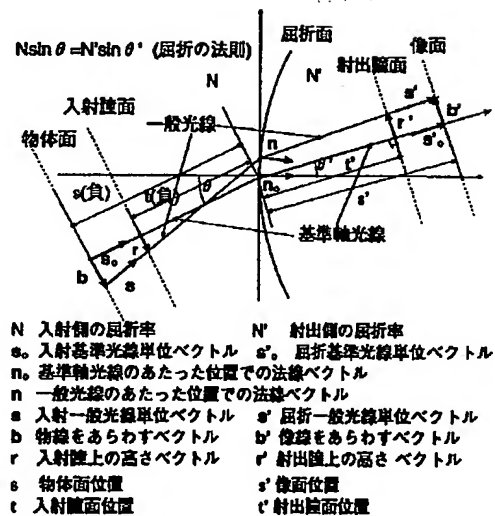 Nsin θ =N'sin θ' (屈折の法則)
屈折面
像面
N
N'
射出瞳面
入射瞳面
一般光線
物体面
s'
b'
r'
n
s(負)
t(負)
θ
θ'
t'
s'₀
n₀
s'
基準軸光線
s₀
r
b
s
N 入射側の屈折率
N' 射出側の屈折率
s₀ 入射基準光線単位ベクトル
s'₀ 屈折基準光線単位ベクトル
n₀ 基準軸光線のあたった位置での法線ベクトル
n 一般光線のあたった位置での法線ベクトル
s 入射一般光線単位ベクトル
s' 屈折一般光線単位ベクトル
b 物線をあらわすベクトル
b' 像線をあらわすベクトル
r 入射瞳上の高さベクトル
r' 射出瞳上の高さ ベクトル
s 物体面位置
s' 像面位置
t 入射瞳面位置
t' 射出瞳面位置